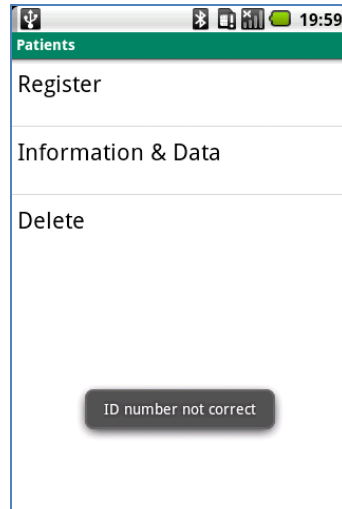 19:59
Patients
Register
Information & Data
Delete
ID number not correct